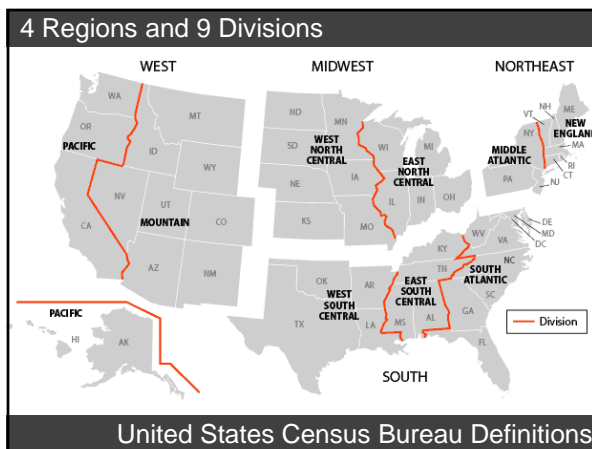 4 Regions and 9 Divisions
WEST
MIDWEST
NORTHEAST
WA
MT
OR
PACIFIC
ID
WY
NV
UT
CO
MOUNTAIN
CA
AZ
NM
ND
MN
SD
WEST NORTH
CENTRAL
WI
MI
EAST
NORTH
CENTRAL
NE
IA
IL
IN
OH
KS
MO
NH
VT
ME
NY
NEW
ENGLAND
MIDDLE
ATLANTIC
MA
RI
CT
PA
NJ
PACIFIC
HI
AK
OK
AR
WEST
SOUTH
CENTRAL
TX
LA
KY
TN
EAST
SOUTH
CENTRAL
MS
AL
WV
VA
DE
MD
DC
NC
SOUTH
ATLANTIC
SC
GA
FL
SOUTH
Division
United States Census Bureau Definitions